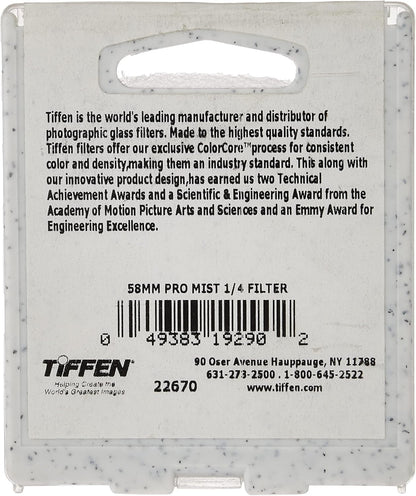 Tiffen is the world's leading manufacturer and distributor of
photographic glass filters. Made to the highest quality standards.
Tiffen filters offer our exclusive ColorCore™process for consistent
color and density,making them an industry standard. This along with
our innovative product design,has earned us two Technical
Achievement Awards and a Scientific & Engineering Award from the
Academy of Motion Picture Arts and Sciences and an Emmy Award for
Engineering Excellence.
58MM PRO MIST 1/4 FILTER
0 49383 19290 2
TIFFEN®
Helping Create the
World's Greatest Images
22670
90 Oser Avenue Hauppauge, NY 11788
631-273-2500 . 1-800-645-2522
www.tiffen.com